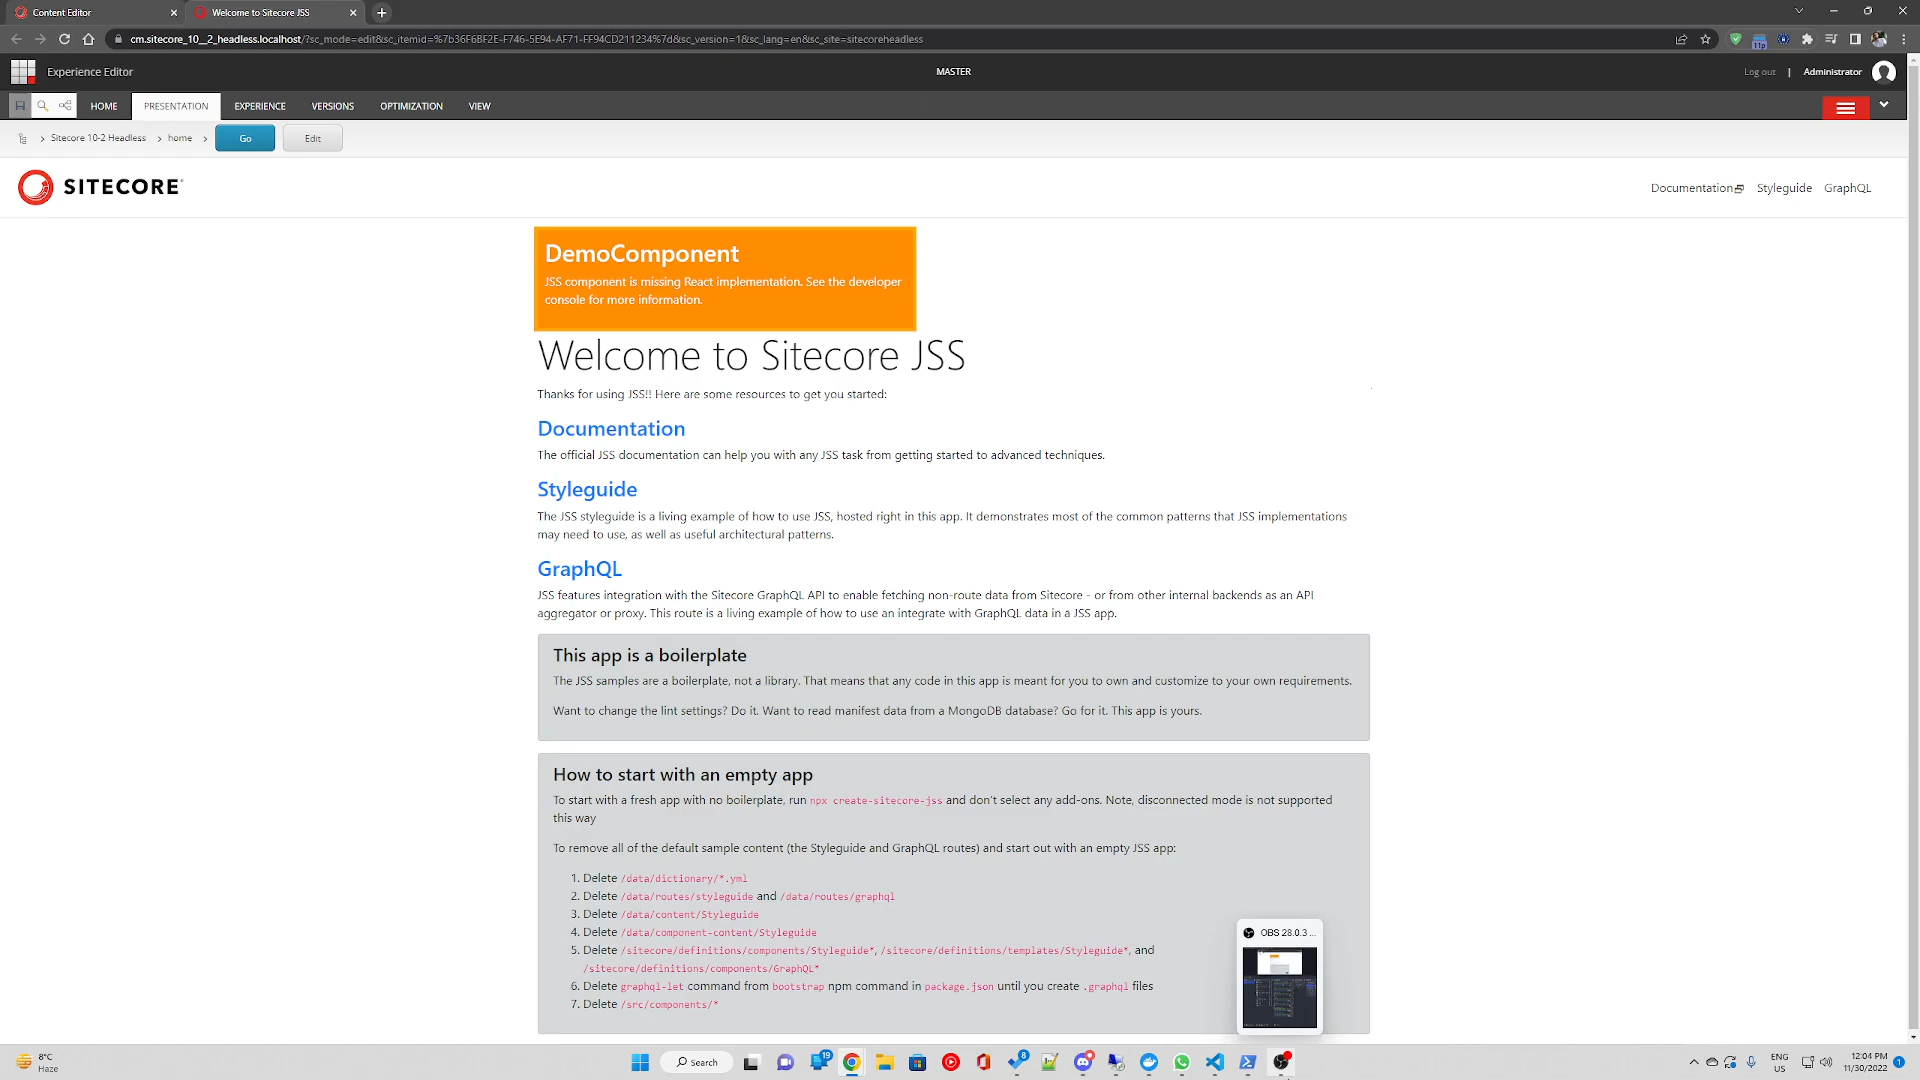 Content Editor
Welcome to Sitecore JSS
cm.sitecore_10__2_headless.localhost/?sc_mode=edit&sc_itemid=%7b36F6BF2E-F746-5E94-AF71-FF94CD211234%7d&sc_version=1&sc_lang=en&sc_site=sitecoreheadless
11p
Experience Editor
MASTER
Log out | Administrator
HOME
PRESENTATION
EXPERIENCE
VERSIONS
OPTIMIZATION
VIEW
Sitecore 10-2 Headless
home
Go
Edit
SITECORE
Documentation
Styleguide
GraphQL
DemoComponent
JSS component is missing React implementation. See the developer
console for more information.
Welcome to Sitecore JSS
Thanks for using JSS!! Here are some resources to get you started:
Documentation
The official JSS documentation can help you with any JSS task from getting started to advanced techniques.
Styleguide
The JSS styleguide is a living example of how to use JSS, hosted right in this app. It demonstrates most of the common patterns that JSS implementations
may need to use, as well as useful architectural patterns.
GraphQL
JSS features integration with the Sitecore GraphQL API to enable fetching non-route data from Sitecore - or from other internal backends as an API
aggregator or proxy. This route is a living example of how to use an integrate with GraphQL data in a JSS app.
This app is a boilerplate
The JSS samples are a boilerplate, not a library. That means that any code in this app is meant for you to own and customize to your own requirements.
Want to change the lint settings? Do it. Want to read manifest data from a MongoDB database? Go for it. This app is yours.
How to start with an empty app
To start with a fresh app with no boilerplate, run npx create-sitecore-jss and don't select any add-ons. Note, disconnected mode is not supported
this way
To remove all of the default sample content (the Styleguide and GraphQL routes) and start out with an empty JSS app:
1. Delete /data/dictionary/*.yml
2. Delete /data/routes/styleguide and /data/routes/graphql
3. Delete /data/content/Styleguide
4. Delete /data/component-content/Styleguide
5. Delete /sitecore/definitions/components/Styleguide*, /sitecore/definitions/templates/Styleguide*, and
/sitecore/definitions/components/GraphQL*
6. Delete graphql-let command from bootstrap npm command in package.json until you create .graphql files
7. Delete /src/components/*
OBS 28.0.3 ...
8°C
Haze
Search
19
8
ENG
US
12:04 PM
11/30/2022
1